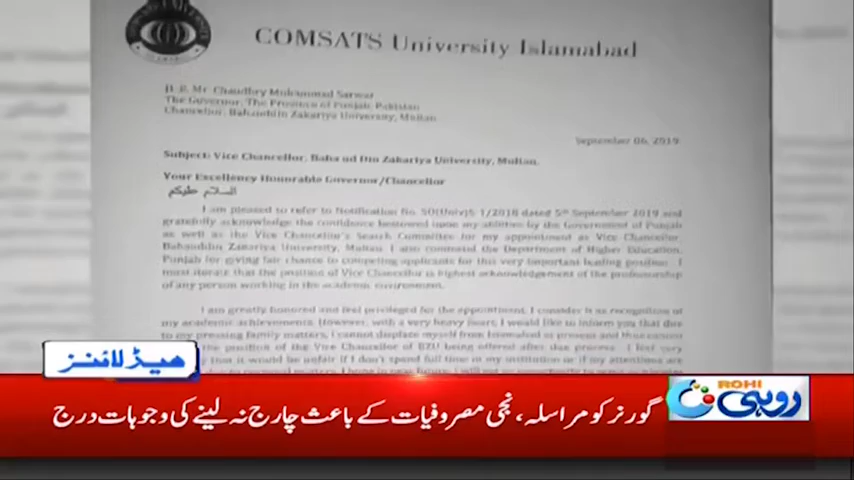 COMSATS University Islamabad
H. E. Mr. Chaudhry Muhammad Sarwar
The Governor, The Province of Punjab, Pakistan
Chancellor, Bahauddin Zakariya University, Multan
September 06, 2019
Subject: Vice Chancellor, Baha ud Din Zakariya University, Multan.
Your Excellency Honorable Governor/Chancellor
السلام علیکم
I am pleased to refer to Notification No. SO(Univ)5-1/2018 dated 5th September 2019 and
gratefully acknowledge the confidence bestowed upon my abilities by the Government of Punjab
as well as the Vice Chancellor's Search Committee for my appointment as Vice Chancellor
Bahauddin Zakariya University, Multan. I also commend the Department of Higher Education,
Punjab for giving fair chance to competing applicants for this very important leading position. I
must iterate that the position of Vice Chancellor is highest acknowledgement of the professorship
of any person working in the academic environment.
I am greatly honored and feel privileged for the appointment. I consider it as recognition of
my academic achievements. However, with a very heavy heart, I would like to inform you that due
to my pressing family matters, I cannot displace myself from Islamabad at present and thus cannot
the position of the Vice Chancellor of BZU being offered after due process. I feel very
that it would be unfair if I don't spend full time in my institution or if my attentions are
ہیڈلائنز
ROHI
روہی
گورنر کو مراسلہ، نجی مصروفیات کے باعث چارج نہ لینے کی وجوہات درج